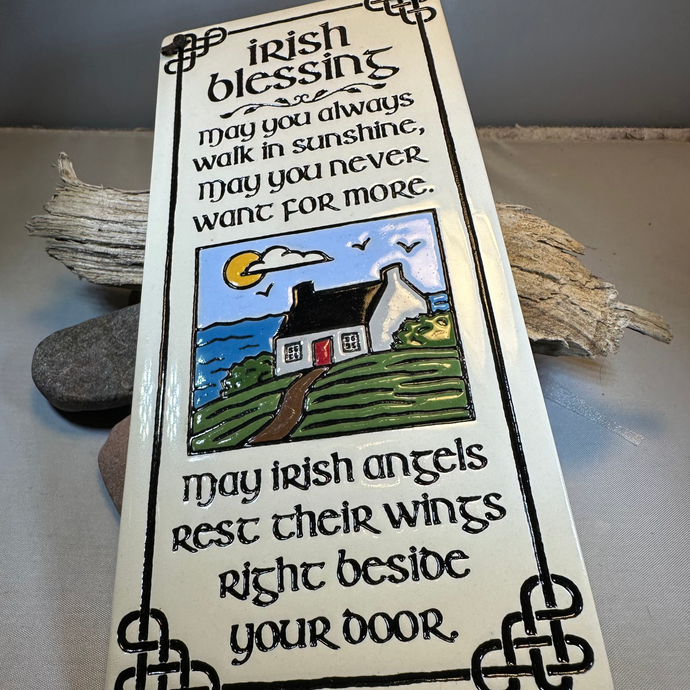 irish
blessing
may you always
walk in sunshine,
may you never
want for more.
may irish angels
rest their wings
right beside
your door.